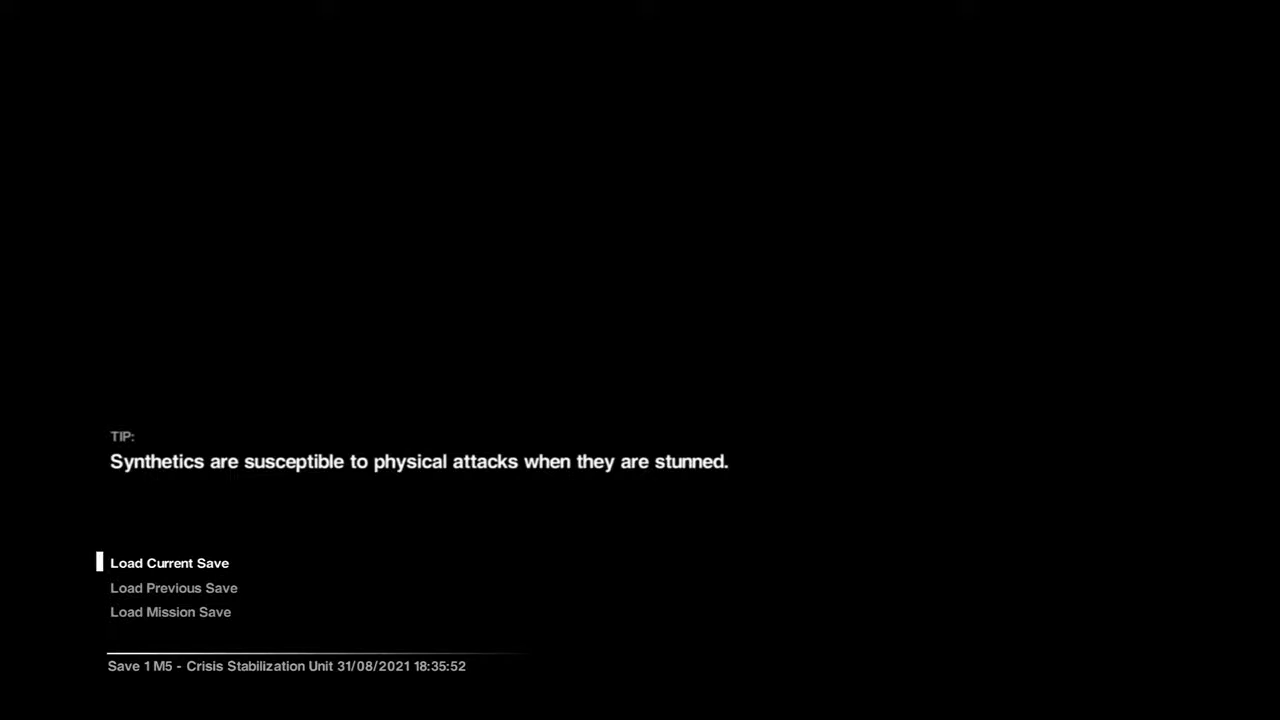 TIP:
Synthetics are susceptible to physical attacks when they are stunned.
Load Current Save
Load Previous Save
Load Mission Save
Save 1 M5 - Crisis Stabilization Unit 31/08/2021 18:35:52